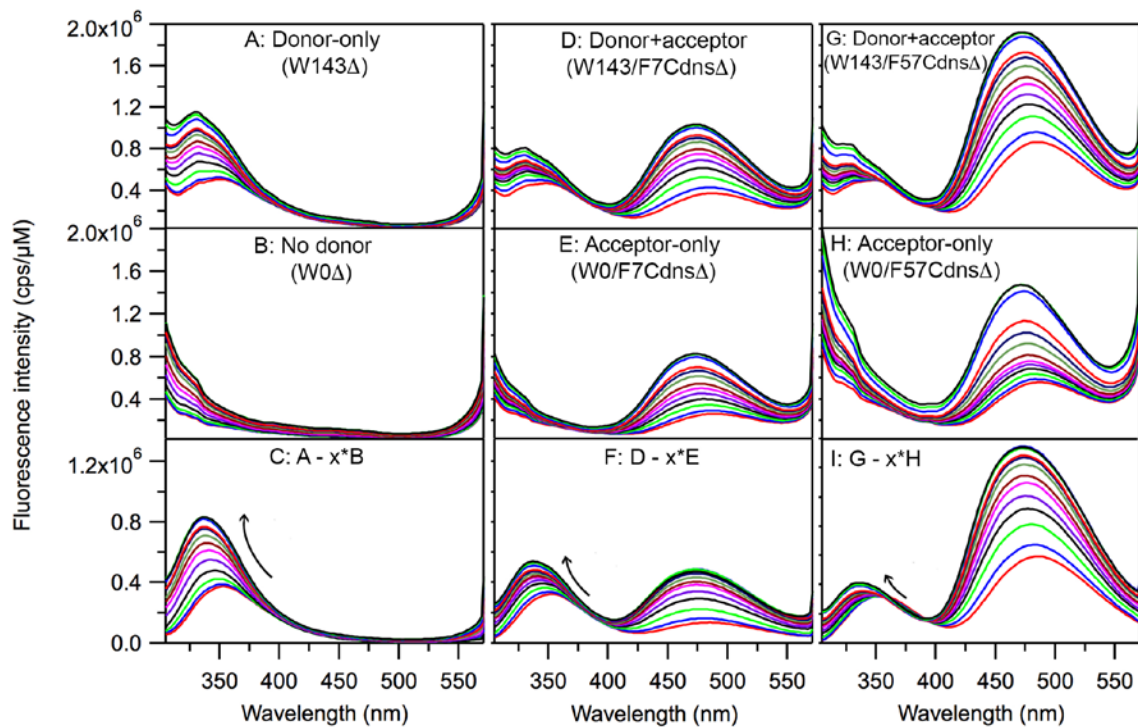 2.0x10⁶
1.6
1.2
0.8
0.4
2.0x10⁶
1.6
1.2
0.8
0.4
1.2x10⁶
0.8
0.4
0.0
Fluorescence intensity (cps/µM)
A: Donor-only
(W143Δ)
D: Donor+acceptor
(W143/F7CdnsΔ)
G: Donor+acceptor
(W143/F57CdnsΔ)
B: No donor
(W0Δ)
E: Acceptor-only
(W0/F7CdnsΔ)
H: Acceptor-only
(W0/F57CdnsΔ)
C: A - x*B
F: D - x*E
I: G - x*H
350 400 450 500 550
350 400 450 500 550
350 400 450 500 550
Wavelength (nm)
Wavelength (nm)
Wavelength (nm)